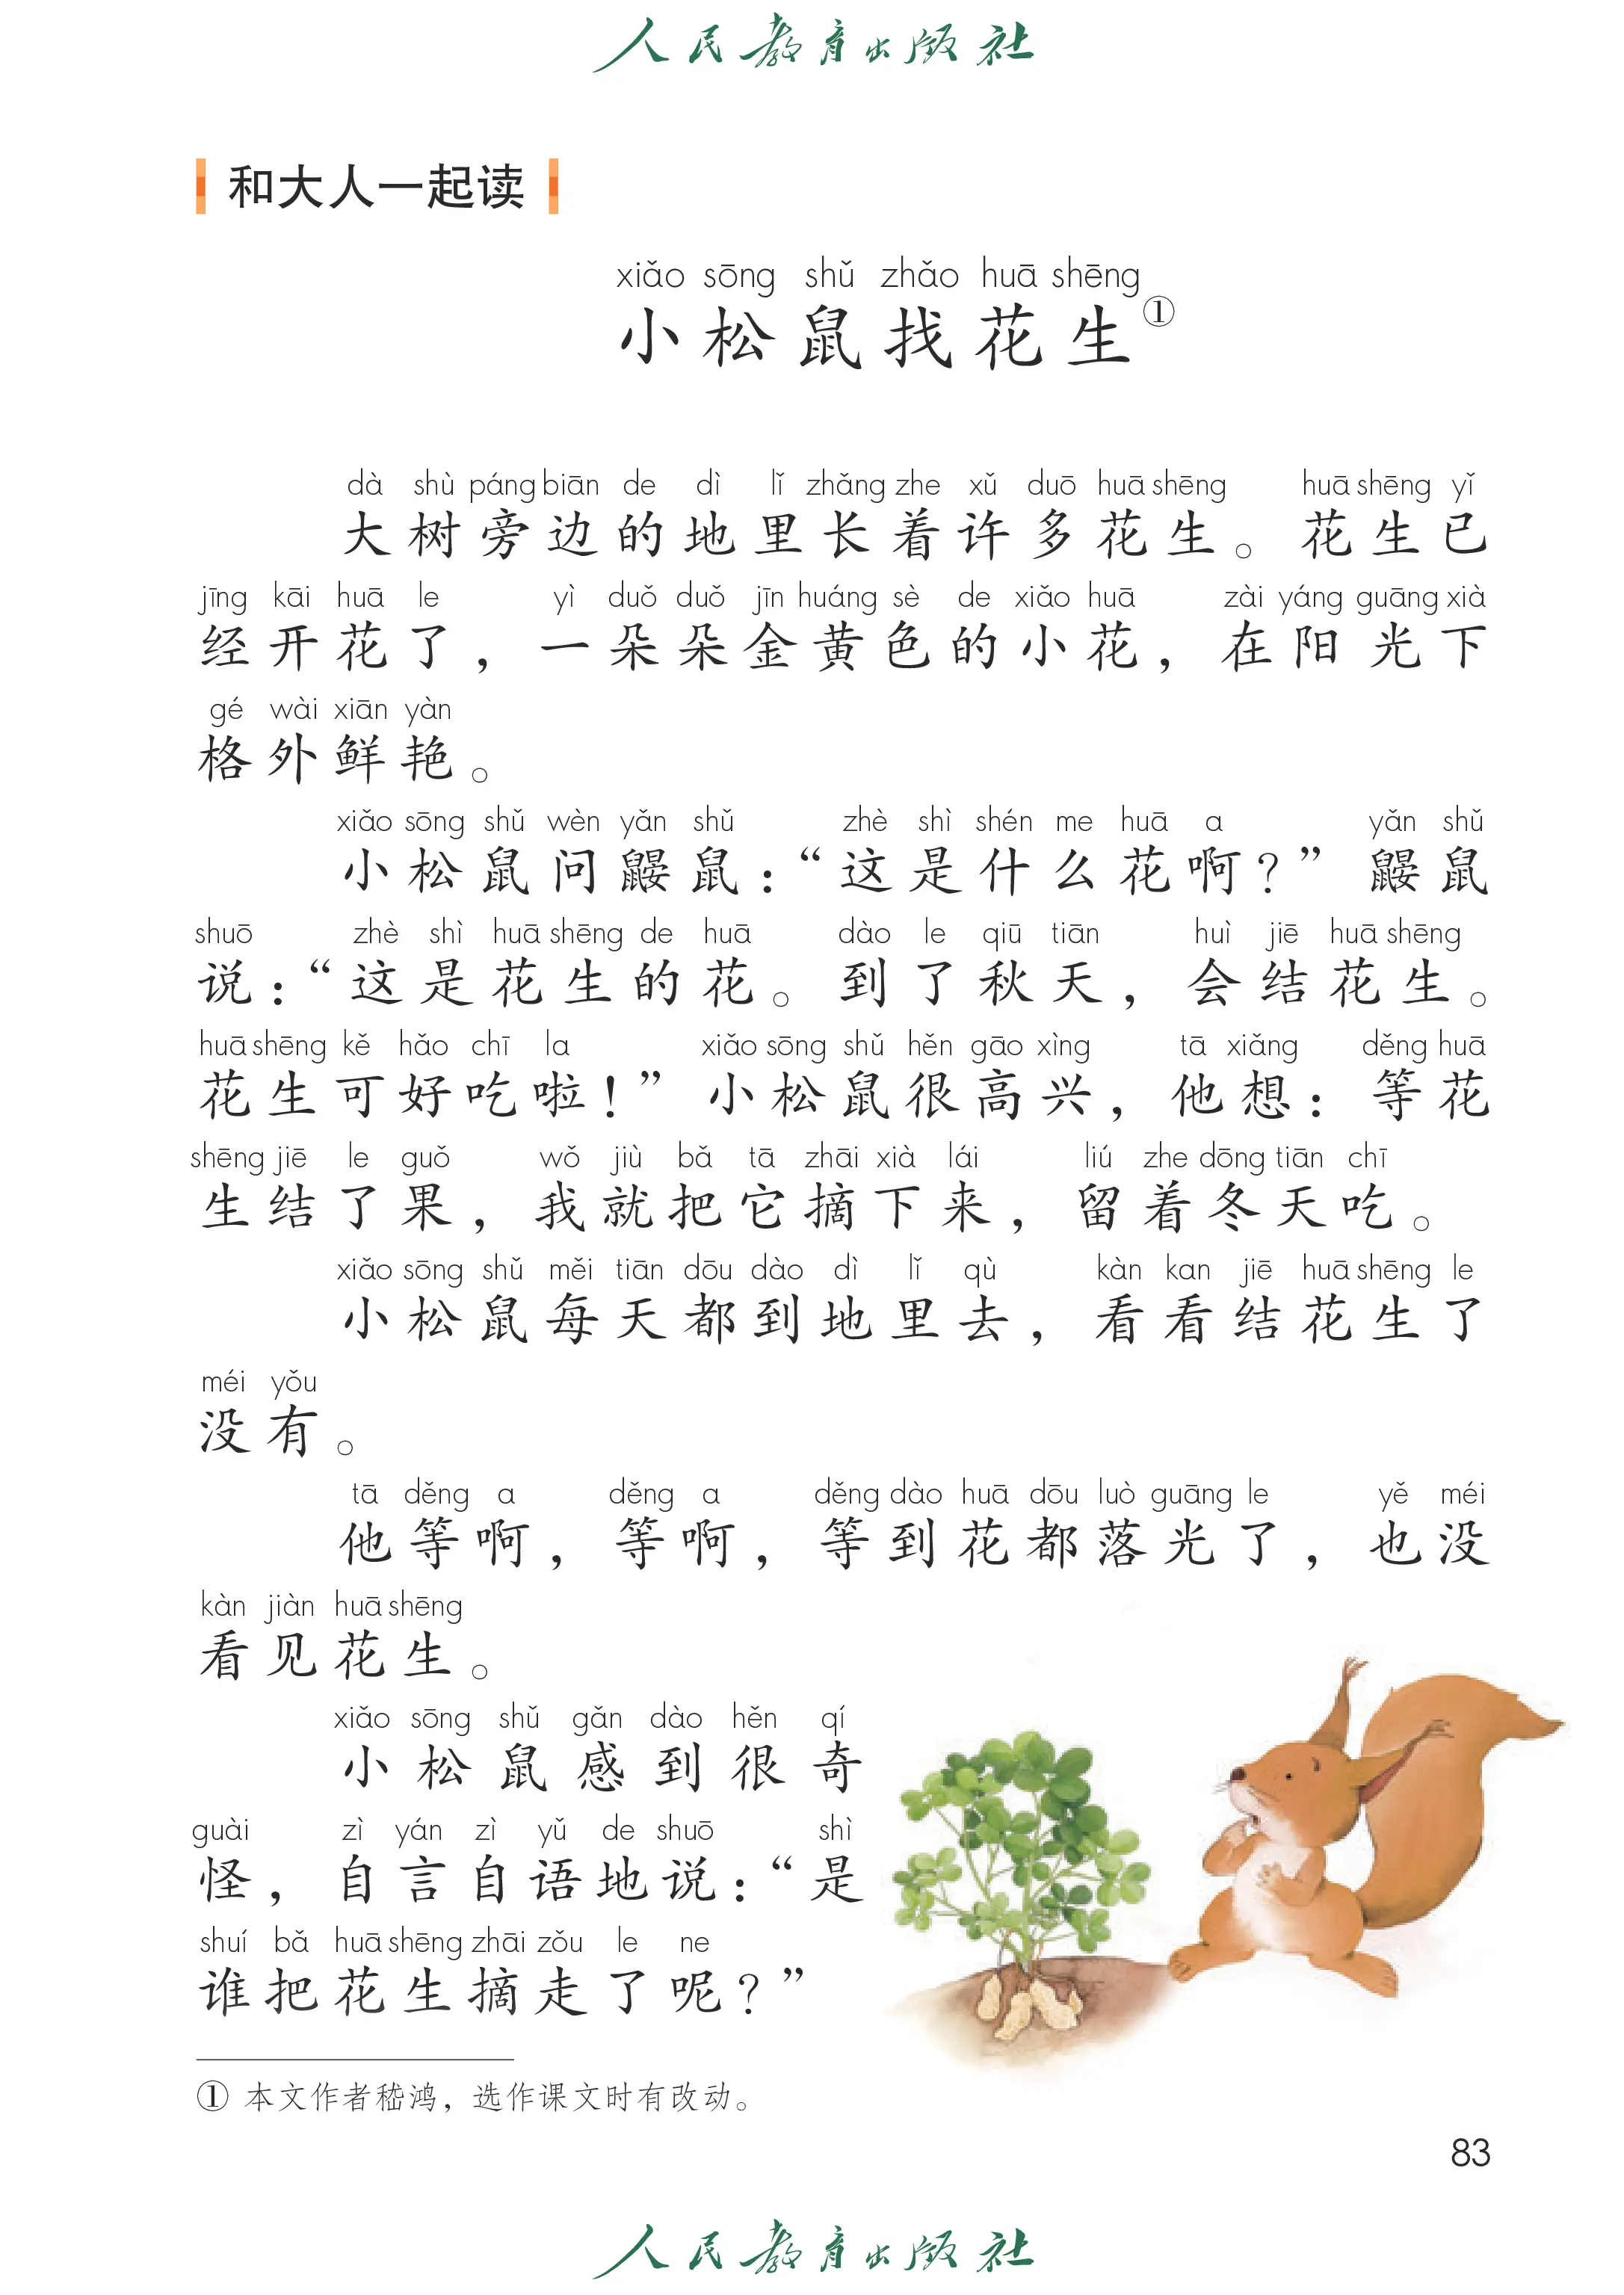 人民教育出版社
和大人一起读
xiǎo sōng shǔ zhǎo huā shēng
小松鼠找花生①
dà shù páng biān de dì lǐ zhǎng zhe xǔ duō huā shēng huā shēng yǐ
大树旁边的地里长着许多花生。花生已
jīng kāi huā le yì duǒ duǒ jīn huáng sè de xiǎo huā zài yáng guāng xià
经开花了，一朵朵金黄色的小花，在阳光下
gé wài xiān yàn
格外鲜艳。
xiǎo sōng shǔ wèn yǎn shǔ zhè shì shén me huā a yǎn shǔ
小松鼠问鼹鼠：“这是什么花啊？”鼹鼠
shuō zhè shì huā shēng de huā dào le qiū tiān huì jiē huā shēng
说：“这是花生的花。到了秋天，会结花生。
huā shēng kě hǎo chī la xiǎo sōng shǔ hěn gāo xìng tā xiǎng děng huā
花生可好吃啦！”小松鼠很高兴，他想：等花
shēng jiē le guǒ wǒ jiù bǎ tā zhāi xià lái liú zhe dōng tiān chī
生结了果，我就把它摘下来，留着冬天吃。
xiǎo sōng shǔ měi tiān dōu dào dì lǐ qù kàn kan jiē huā shēng le
小松鼠每天都到地里去，看看结花生了
méi yǒu
没有。
tā děng a děng a děng dào huā dōu luò guāng le yě méi
他等啊，等啊，等到花都落光了，也没
kàn jiàn huā shēng
看见花生。
xiǎo sōng shǔ gǎn dào hěn qí
小松鼠感到很奇
guài zì yán zì yǔ de shuō shì
怪，自言自语地说：“是
shuí bǎ huā shēng zhāi zǒu le ne
谁把花生摘走了呢？”
① 本文作者嵇鸿，选作课文时有改动。
83
人民教育出版社